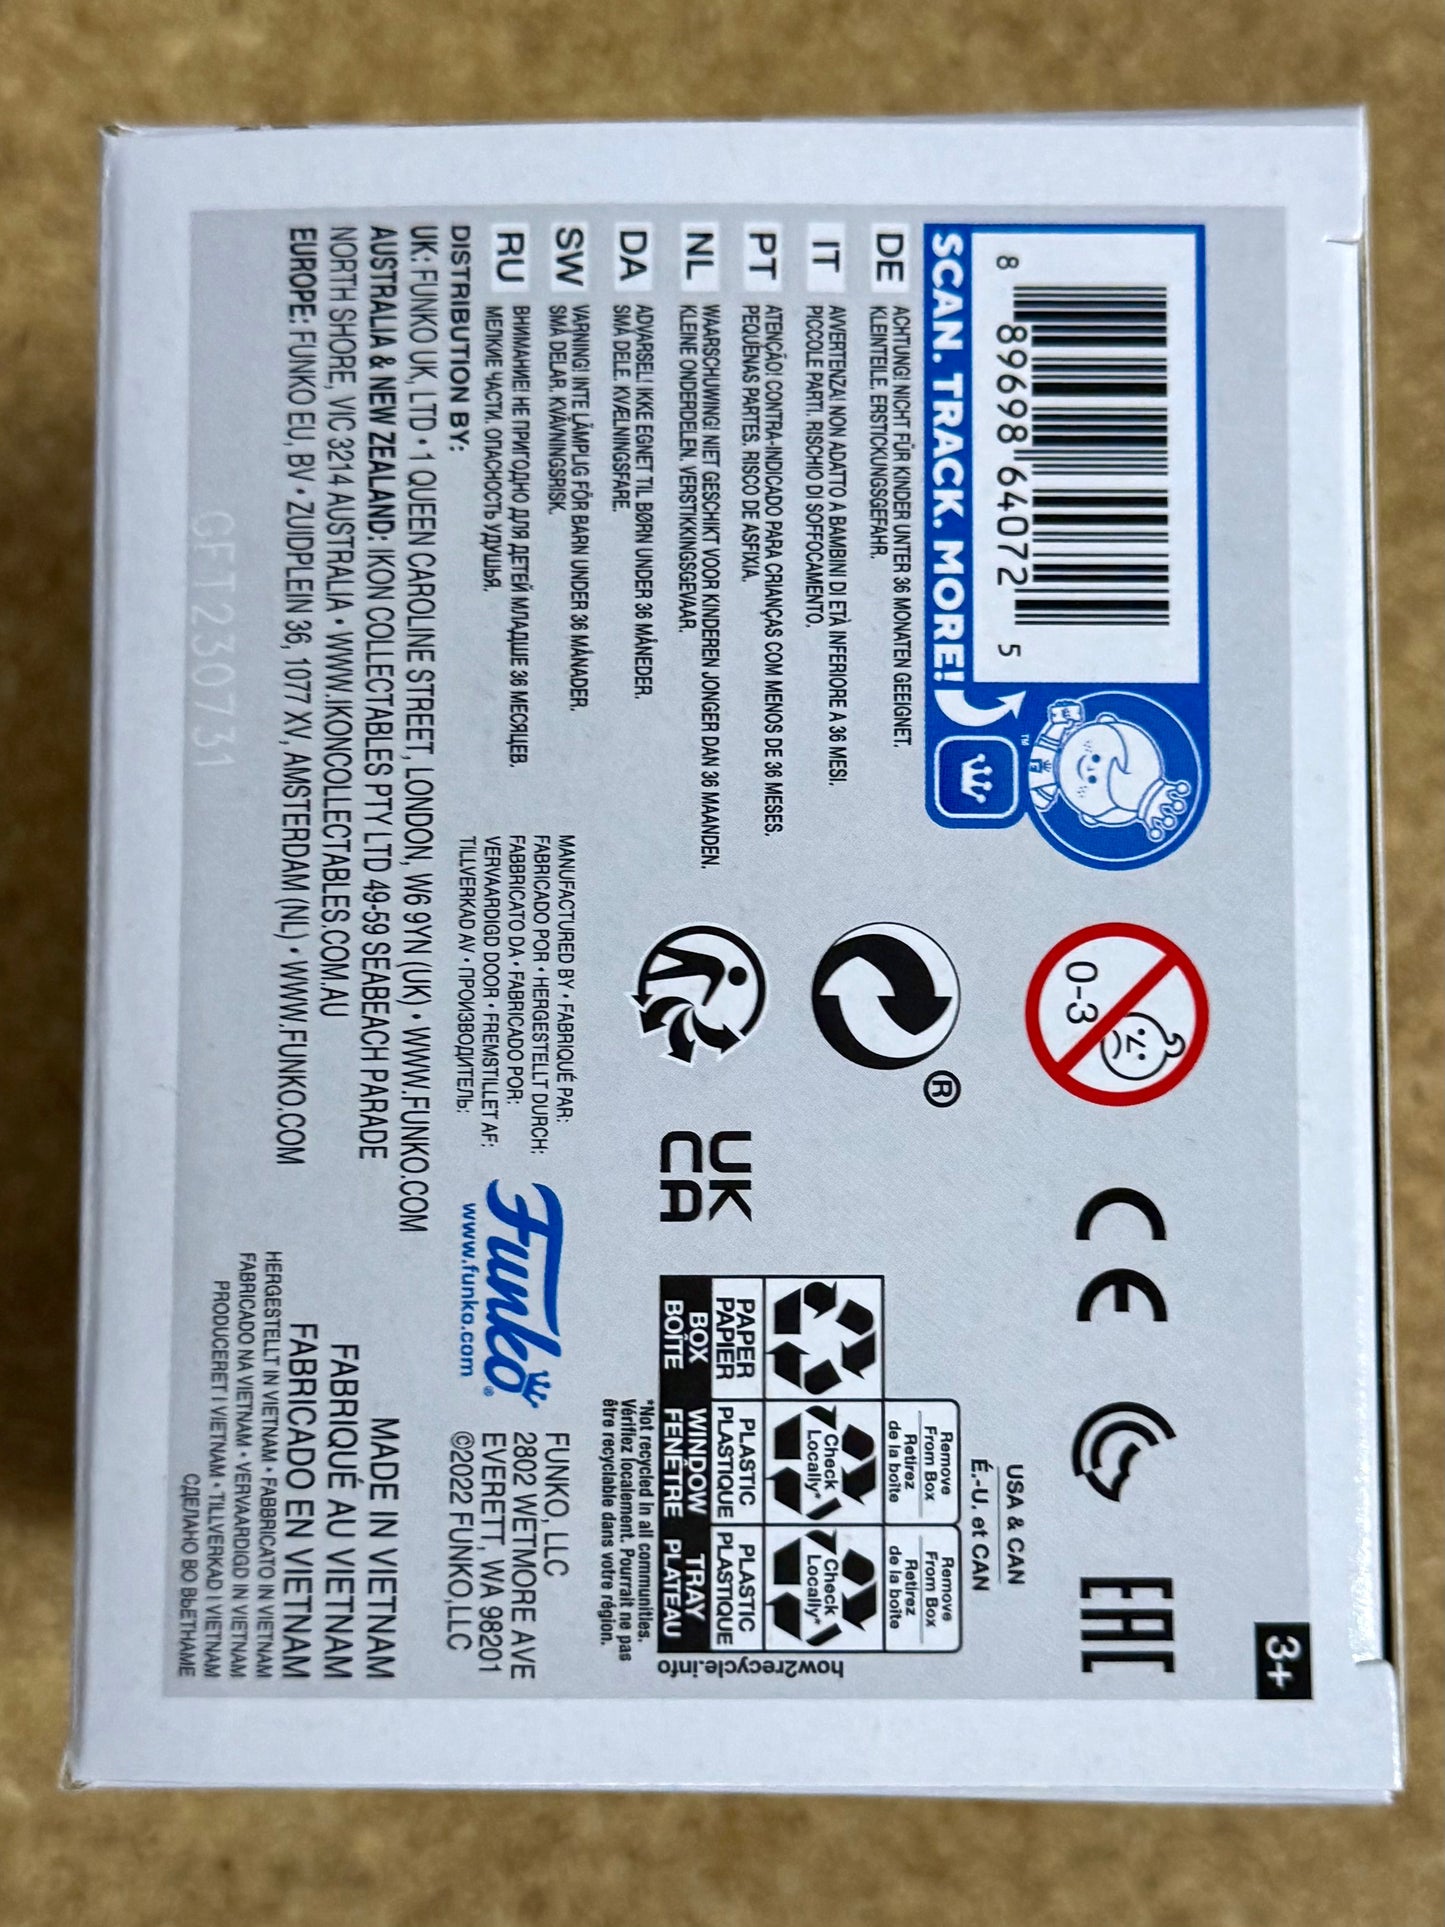 3+
8 89698 64072 5
SCAN. TRACK. MORE!
TM
0-3
CE
EAC
DE ACHTUNG! NICHT FÜR KINDER UNTER 36 MONATEN GEEIGNET.
KLEINTEILE. ERSTICKUNGSGEFAHR.
IT AVVERTENZA! NON ADATTO A BAMBINI DI ETÀ INFERIORE A 36 MESI.
PICCOLE PARTI. RISCHIO DI SOFFOCAMENTO.
PT ATENÇÃO! CONTRA-INDICADO PARA CRIANÇAS COM MENOS DE 36 MESES.
PEQUENAS PARTES. RISCO DE ASFIXIA.
NL WAARSCHUWING! NIET GESCHIKT VOOR KINDEREN JONGER DAN 36 MAANDEN.
KLEINE ONDERDELEN. VERSTIKKINGSGEVAAR.
DA ADVARSEL! IKKE EGNET TIL BØRN UNDER 36 MÅNEDER.
SMÅ DELE. KVÆLNINGSFARE.
SW VARNING! INTE LÄMPLIG FÖR BARN UNDER 36 MÅNADER.
SMÅ DELAR. KVÄVNINGSRISK.
RU ВНИМАНИЕ! НЕ ПРИГОДНО ДЛЯ ДЕТЕЙ МЛАДШЕ 36 МЕСЯЦЕВ.
МЕЛКИЕ ЧАСТИ. ОПАСНОСТЬ УДУШЬЯ.
®
UK
CA
USA & CAN
É.-U. et CAN
Remove
From Box
Retirez
de la boîte
Remove
From Box
Retirez
de la boîte
Check
Locally*
Check
Locally*
PAPER
PAPIER
PLASTIC
PLASTIQUE
PLASTIC
PLASTIQUE
BOX
BOÎTE
WINDOW
FENÊTRE
TRAY
PLATEAU
how2recycle.info
*Not recycled in all communities.
Vérifiez localement. Pourrait ne pas
être recyclable dans votre région.
MANUFACTURED BY • FABRIQUÉ PAR:
FABRICADO POR • HERGESTELLT DURCH:
FABBRICATO DA • FABRICADO POR:
VERVAARDIGD DOOR • FREMSTILLET AF:
TILLVERKAD AV • ПРОИЗВОДИТЕЛЬ:
Funko®
www.funko.com
FUNKO, LLC
2802 WETMORE AVE
EVERETT, WA 98201
©2022 FUNKO,LLC
DISTRIBUTION BY:
UK: FUNKO UK, LTD • 1 QUEEN CAROLINE STREET, LONDON, W6 9YN (UK) • WWW.FUNKO.COM
AUSTRALIA & NEW ZEALAND: IKON COLLECTABLES PTY LTD 49-59 SEABEACH PARADE
NORTH SHORE, VIC 3214 AUSTRALIA • WWW.IKONCOLLECTABLES.COM.AU
EUROPE: FUNKO EU, BV • ZUIDPLEIN 36, 1077 XV, AMSTERDAM (NL) • WWW.FUNKO.COM
MADE IN VIETNAM
FABRIQUÉ AU VIETNAM
FABRICADO EN VIETNAM
HERGESTELLT IN VIETNAM • FABBRICATO IN VIETNAM
FABRICADO NA VIETNAM • VERVAARDIGD IN VIETNAM
PRODUCERET I VIETNAM • TILLVERKAD I VIETNAM
СДЕЛАНО ВО ВЬЕТНАМЕ
GFT230731